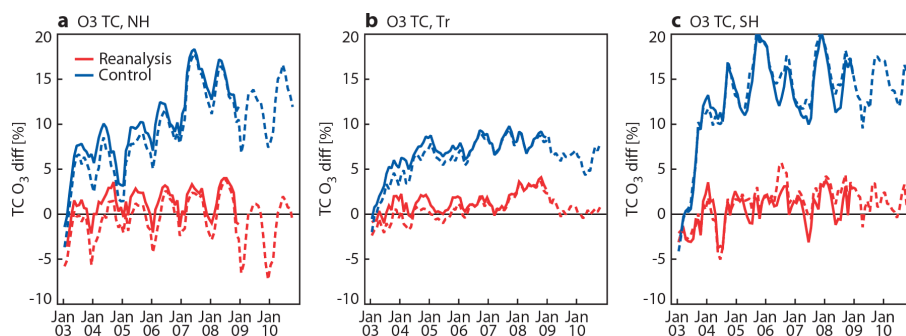 a O3 TC, NH
20
15
10
5
0
-5
-10
TC O3 diff [%]
Reanalysis
Control
Jan 03
Jan 04
Jan 05
Jan 06
Jan 07
Jan 08
Jan 09
Jan 10
b O3 TC, Tr
20
15
10
5
0
-5
-10
TC O3 diff [%]
Jan 03
Jan 04
Jan 05
Jan 06
Jan 07
Jan 08
Jan 09
Jan 10
c O3 TC, SH
20
15
10
5
0
-5
-10
TC O3 diff [%]
Jan 03
Jan 04
Jan 05
Jan 06
Jan 07
Jan 08
Jan 09
Jan 10